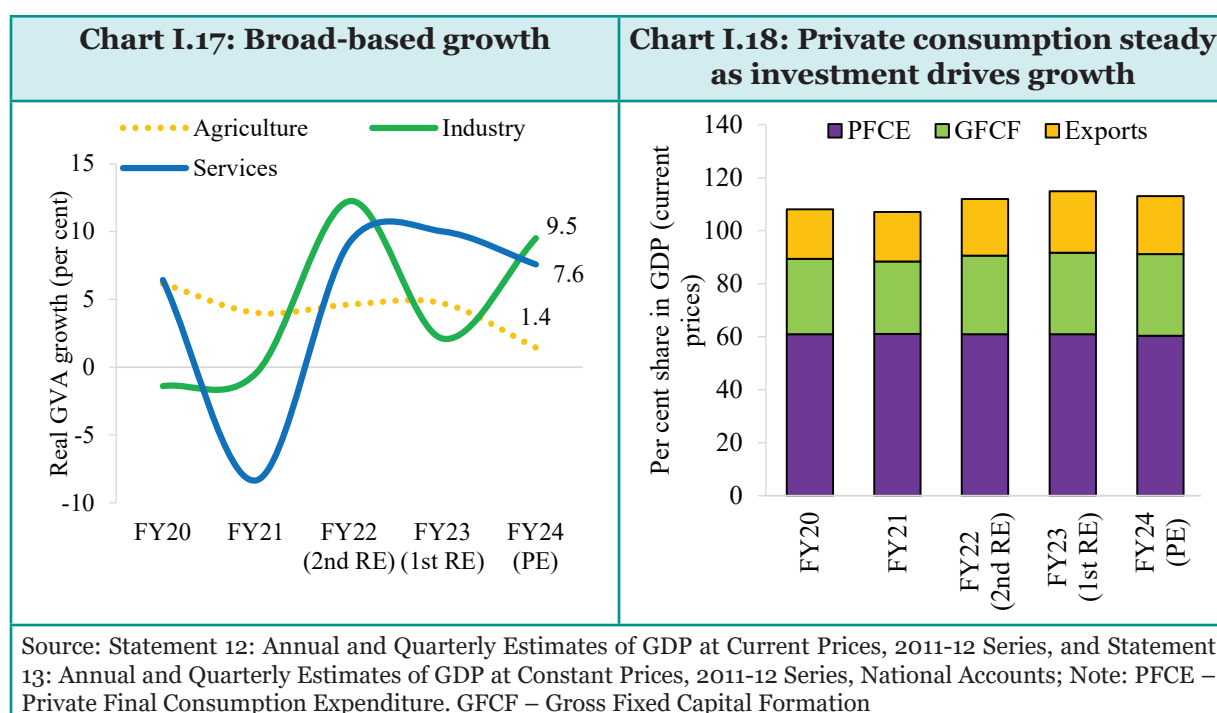 Chart I.17: Broad-based growth
Agriculture
Industry
Services
Real GVA growth (per cent)
15
10
5
0
-5
-10
9.5
7.6
1.4
FY20
FY21
FY22
(2nd RE)
FY23
(1st RE)
FY24
(PE)
Chart I.18: Private consumption steady
as investment drives growth
PFCE
GFCF
Exports
Per cent share in GDP (current
prices)
140
120
100
80
60
40
20
0
FY20
FY21
FY22
(2nd RE)
FY23
(1st RE)
FY24
(PE)
Source: Statement 12: Annual and Quarterly Estimates of GDP at Current Prices, 2011-12 Series, and Statement
13: Annual and Quarterly Estimates of GDP at Constant Prices, 2011-12 Series, National Accounts; Note: PFCE –
Private Final Consumption Expenditure. GFCF – Gross Fixed Capital Formation